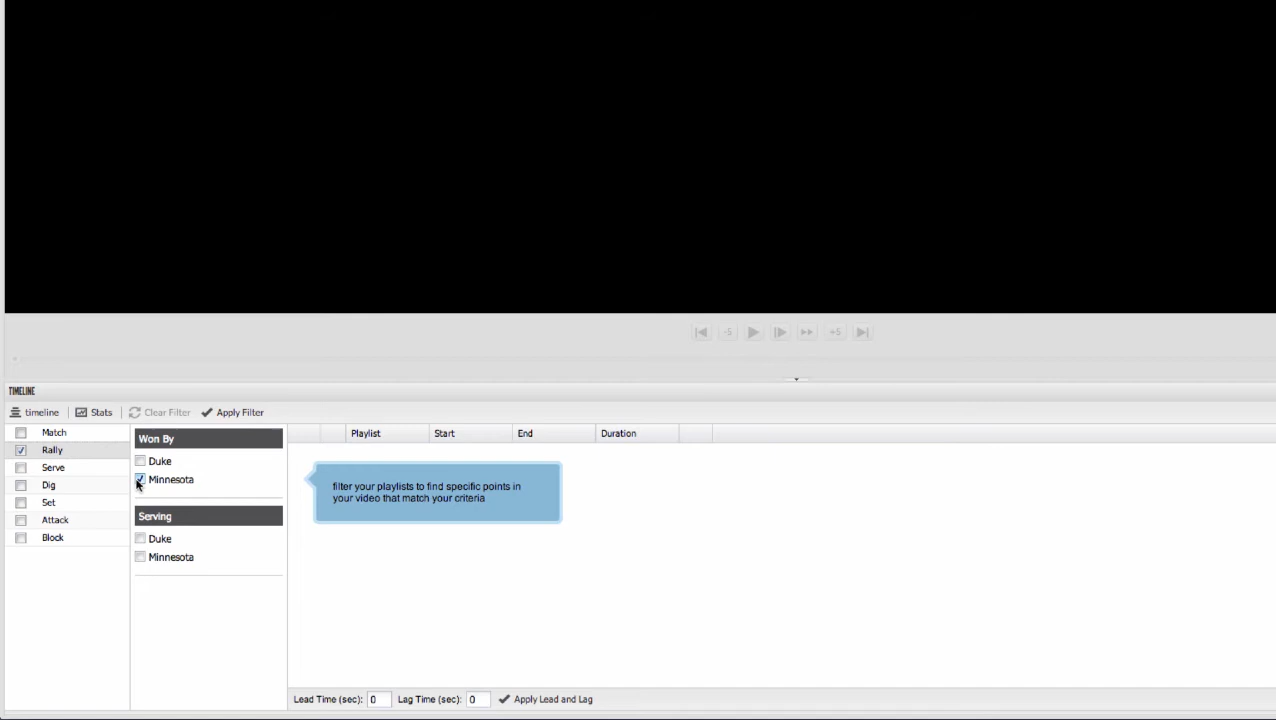 -5
+5
TIMELINE
timeline Stats Clear Filter Apply Filter
Match
Rally
Serve
Dig
Set
Attack
Block
Won By
Duke
Minnesota
Serving
Duke
Minnesota
Playlist Start End Duration
filter your playlists to find specific points in
your video that match your criteria
Lead Time (sec): 0 Lag Time (sec): 0 Apply Lead and Lag